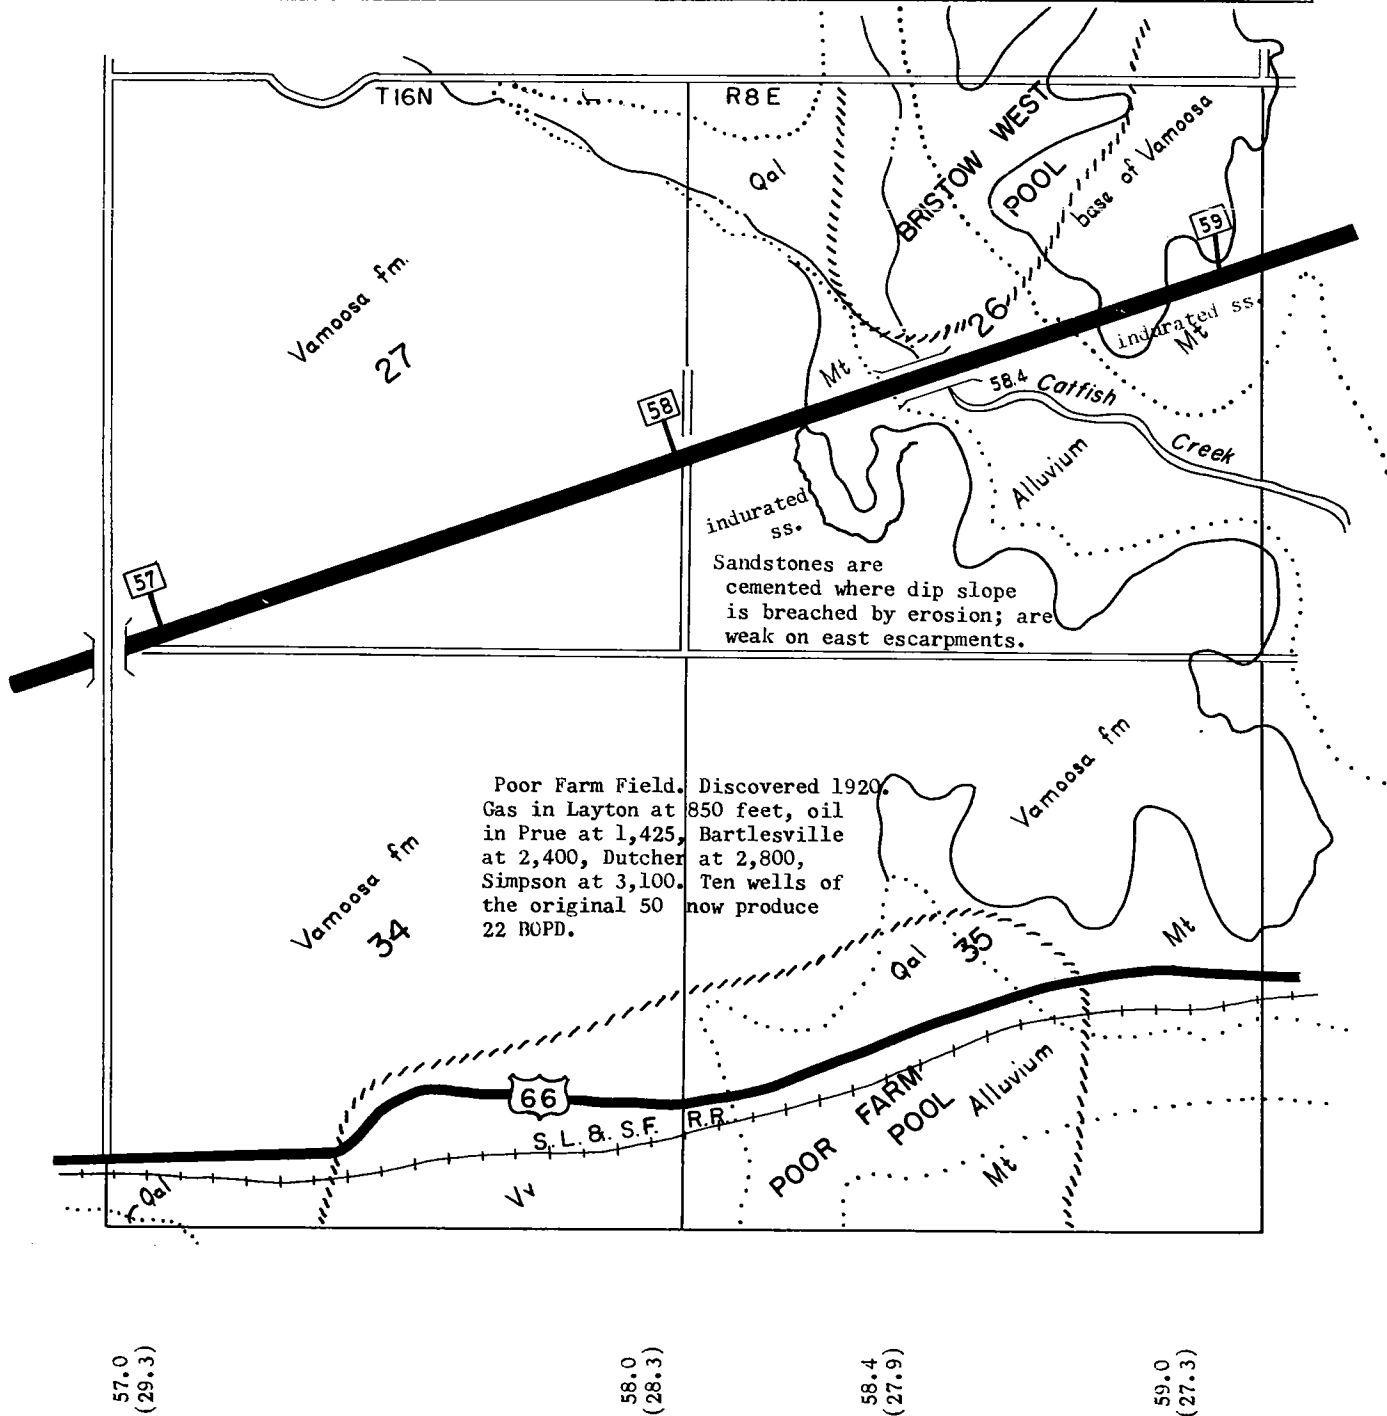 T16N
R8E
Qal
BRISTOW WEST
POOL
base of Vamoosa
59
Vamoosa fm.
27
26
indurated ss.
Mt
Mt
58.4 Catfish
Creek
58
Alluvium
indurated
ss.
57
Sandstones are
cemented where dip slope
is breached by erosion; are
weak on east escarpments.
Vamoosa fm
Poor Farm Field. Discovered 1920.
Gas in Layton at 850 feet, oil
in Prue at 1,425, Bartlesville
at 2,400, Dutcher at 2,800,
Simpson at 3,100. Ten wells of
the original 50 now produce
22 BOPD.
Vamoosa fm
34
Qal
35
Mt
66
S.L. & S.F. R.R.
POOR FARM
POOL
Alluvium
Mt
Qal
Vv
57.0
(29.3)
58.0
(28.3)
58.4
(27.9)
59.0
(27.3)